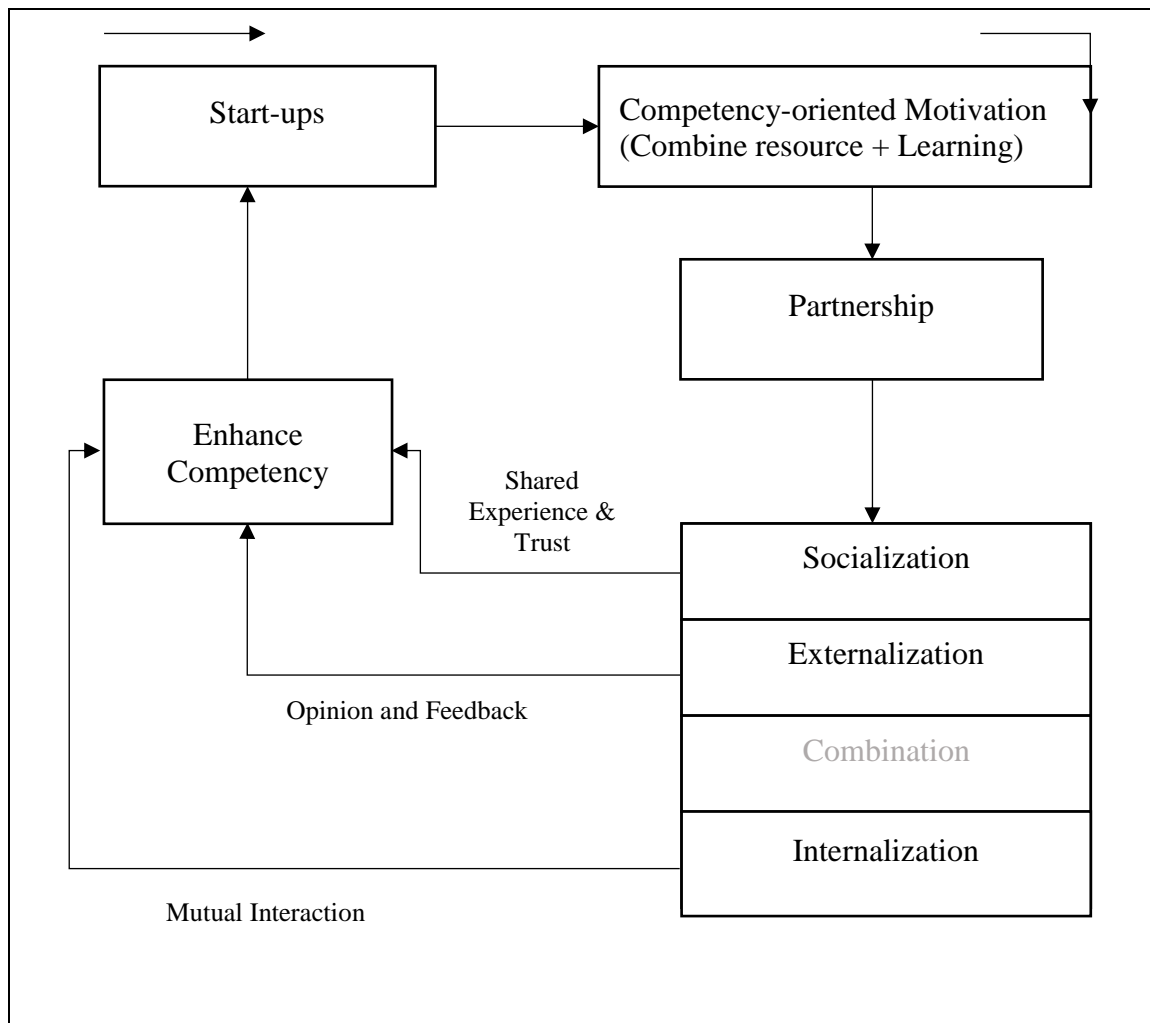 Start-ups
Competency-oriented Motivation
(Combine resource + Learning)
Partnership
Enhance
Competency
Shared
Experience &
Trust
Socialization
Externalization
Opinion and Feedback
Combination
Internalization
Mutual Interaction